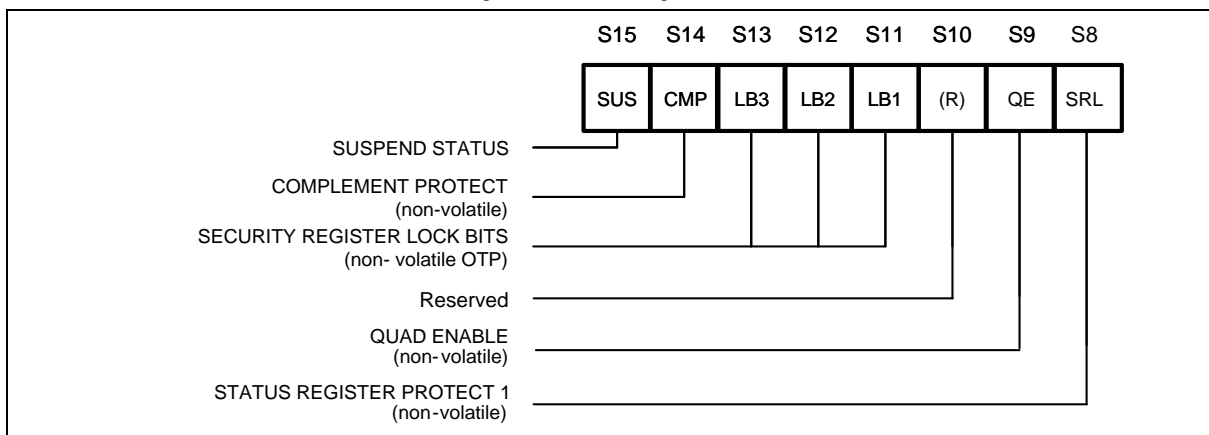 S15 S14 S13 S12 S11 S10 S9 S8
SUS CMP LB3 LB2 LB1 (R) QE SRL
SUSPEND STATUS
COMPLEMENT PROTECT
(non-volatile)
SECURITY REGISTER LOCK BITS
(non- volatile OTP)
Reserved
QUAD ENABLE
(non-volatile)
STATUS REGISTER PROTECT 1
(non-volatile)